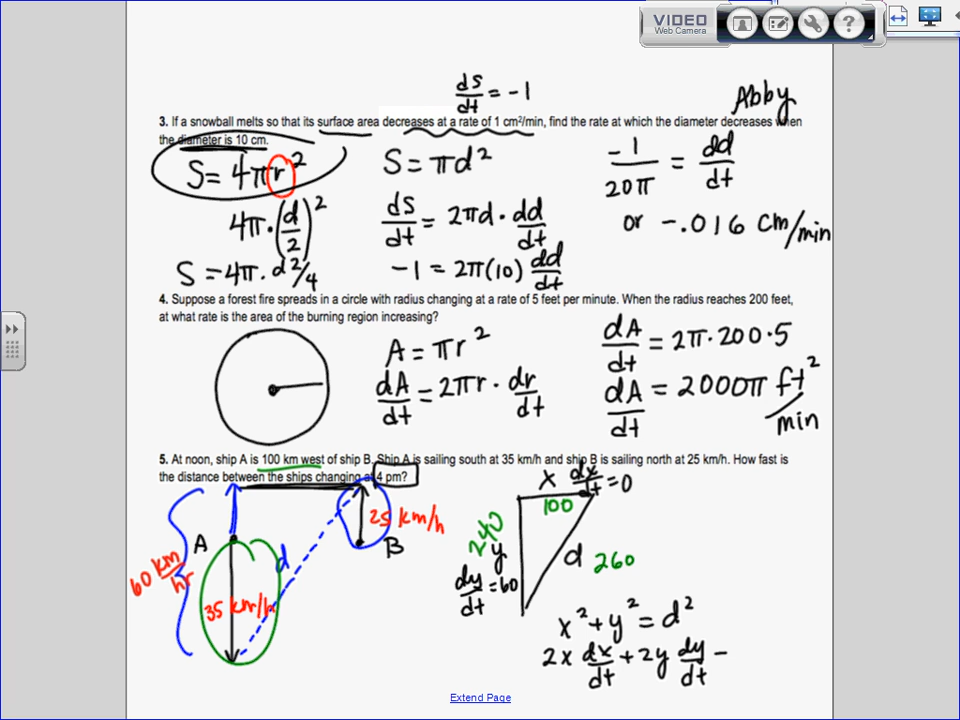 VIDEO
Web Camera
dS/dt = -1
Abby
3. If a snowball melts so that its surface area decreases at a rate of 1 cm²/min, find the rate at which the diameter decreases when
the diameter is 10 cm.
S = 4πr²
4π·(d/2)²
S = 4π·d²/4
S = πd²
dS/dt = 2πd · dd/dt
-1 = 2π(10) dd/dt
-1/20π = dd/dt
or -.016 cm/min
4. Suppose a forest fire spreads in a circle with radius changing at a rate of 5 feet per minute. When the radius reaches 200 feet,
at what rate is the area of the burning region increasing?
A = πr²
dA/dt = 2πr · dr/dt
dA/dt = 2π·200·5
dA/dt = 2000π ft²/min
5. At noon, ship A is 100 km west of ship B. Ship A is sailing south at 35 km/h and ship B is sailing north at 25 km/h. How fast is
the distance between the ships changing at 4 pm?
A
d
25 km/h
B
60 km/hr
35 km/h
x dx/dt = 0
100
240
y
dy/dt = 60
d 260
x² + y² = d²
2x dx/dt + 2y dy/dt =
Extend Page